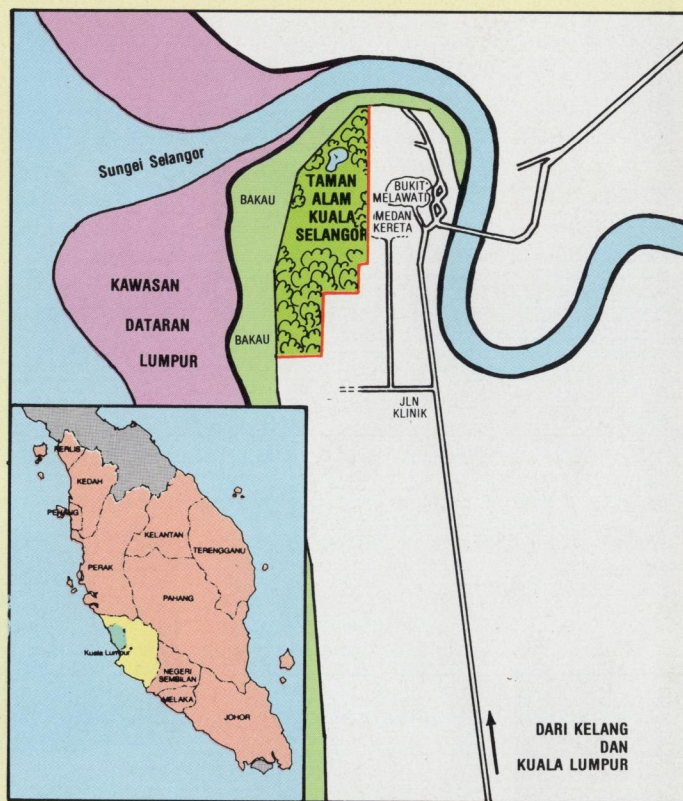 Sungei Selangor
BAKAU
TAMAN
ALAM
KUALA
SELANGOR
BUKIT
MELAWATI
MEDAN
KERETA
KAWASAN
DATARAN
LUMPUR
BAKAU
JLN
KLINIK
PERLIS
KEDAH
PENANG
KELANTAN
TERENGGANU
PERAK
PAHANG
Kuala Lumpur
NEGERI
SEMBILAN
MELAKA
JOHOR
DARI KELANG
DAN
KUALA LUMPUR